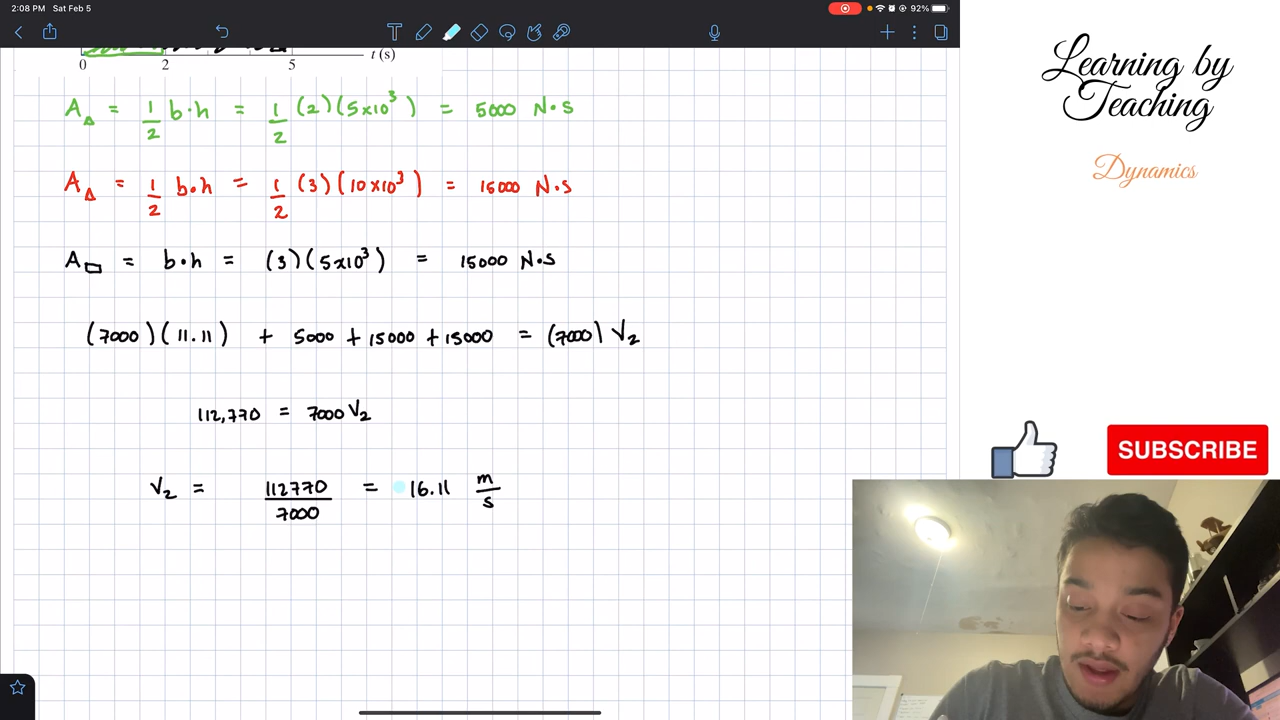 2:08 PM Sat Feb 5
92%
0 2 5 t (s)
A△ = 1/2 b·h = 1/2 (2)(5x10³) = 5000 N·s
A△ = 1/2 b·h = 1/2 (3)(10x10³) = 15000 N·s
A▭ = b·h = (3)(5x10³) = 15000 N·s
(7000)(11.11) + 5000 + 15000 + 15000 = (7000) V₂
112,770 = 7000 V₂
V₂ = 112770/7000 = 16.11 m/s
Learning by
Teaching
Dynamics
SUBSCRIBE